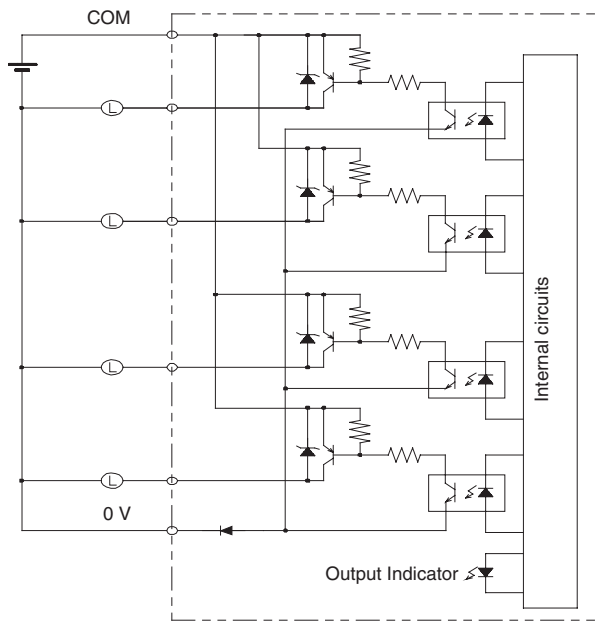 COM
L
L
L
L
0 V
Internal circuits
Output Indicator